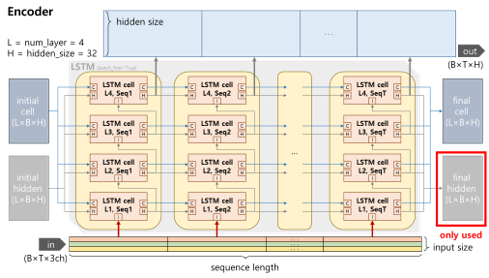 Encoder
hidden size
...
L = num_layer = 4
H = hidden_size = 32
out
(B×T×H)
LSTM (batch_first=True)
initial
cell
(L×B×H)
initial
hidden
(L×B×H)
LSTM cell
L4, Seq1
C
H
C
H
I
LSTM cell
L4, Seq2
C
H
C
H
I
LSTM cell
L4, SeqT
C
H
C
H
I
LSTM cell
L3, Seq1
C
H
C
H
I
LSTM cell
L3, Seq2
C
H
C
H
I
LSTM cell
L3, SeqT
C
H
C
H
I
...
LSTM cell
L2, Seq1
C
H
C
H
I
LSTM cell
L2, Seq2
C
H
C
H
I
LSTM cell
L2, SeqT
C
H
C
H
I
LSTM cell
L1, Seq1
C
H
C
H
I
LSTM cell
L1, Seq2
C
H
C
H
I
LSTM cell
L1, SeqT
C
H
C
H
I
final
cell
(L×B×H)
final
hidden
(L×B×H)
only used
in
(B×T×3ch)
...
input size
sequence length